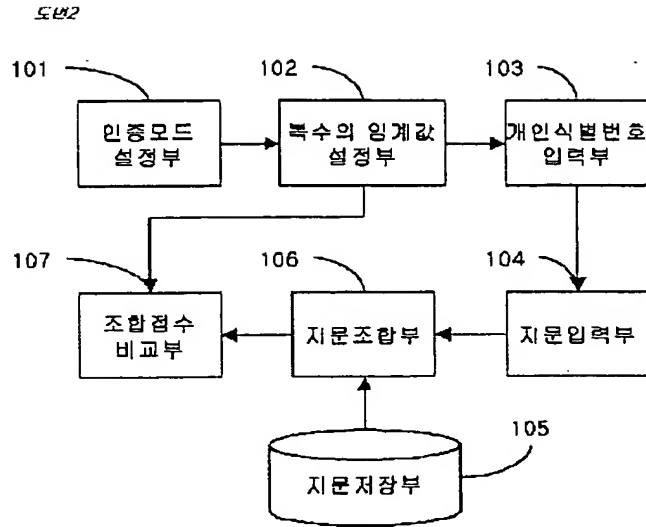 도면2
101
102
103
인증모드
설정부
복수의 임계값
설정부
개인식별번호
입력부
107
106
104
조합점수
비교부
지문조합부
지문입력부
105
지문저장부